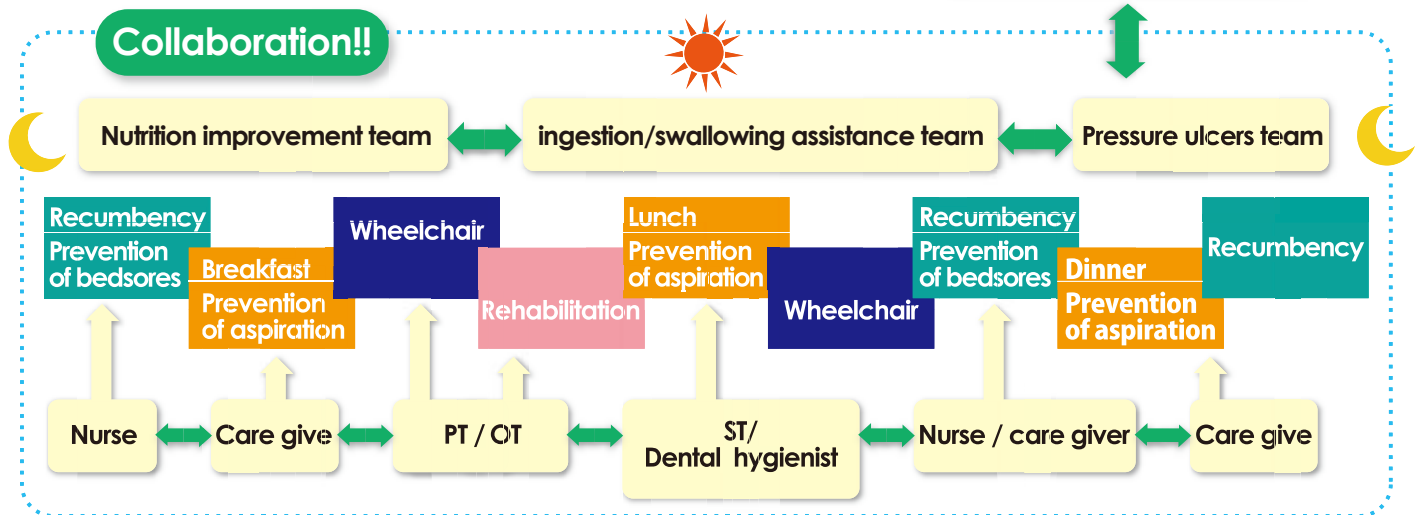 Collaboration!!
Nutrition improvement team
ingestion/swallowing assistance team
Pressure ulcers team
Recumbency
Prevention
of bedsores
Breakfast
Prevention
of aspiration
Wheelchair
Rehabilitation
Lunch
Prevention
of aspiration
Wheelchair
Recumbency
Prevention
of bedsores
Dinner
Prevention
of aspiration
Recumbency
Nurse
Care give
PT / OT
ST/
Dental hygienist
Nurse / care giver
Care give